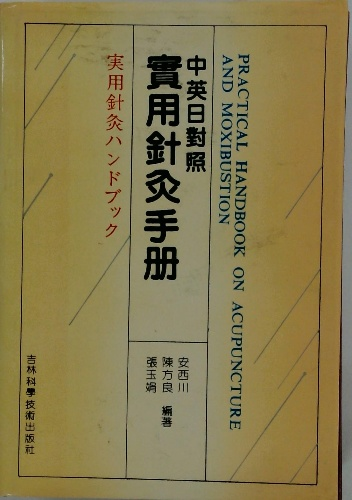 PRACTICAL HANDBOOK ON ACUPUNCTURE
AND MOXIBUSTION
中英日對照
實用針灸手册
実用針灸ハンドブック
安西川
陳方良 編著
張玉娟
吉林科學技術出版社